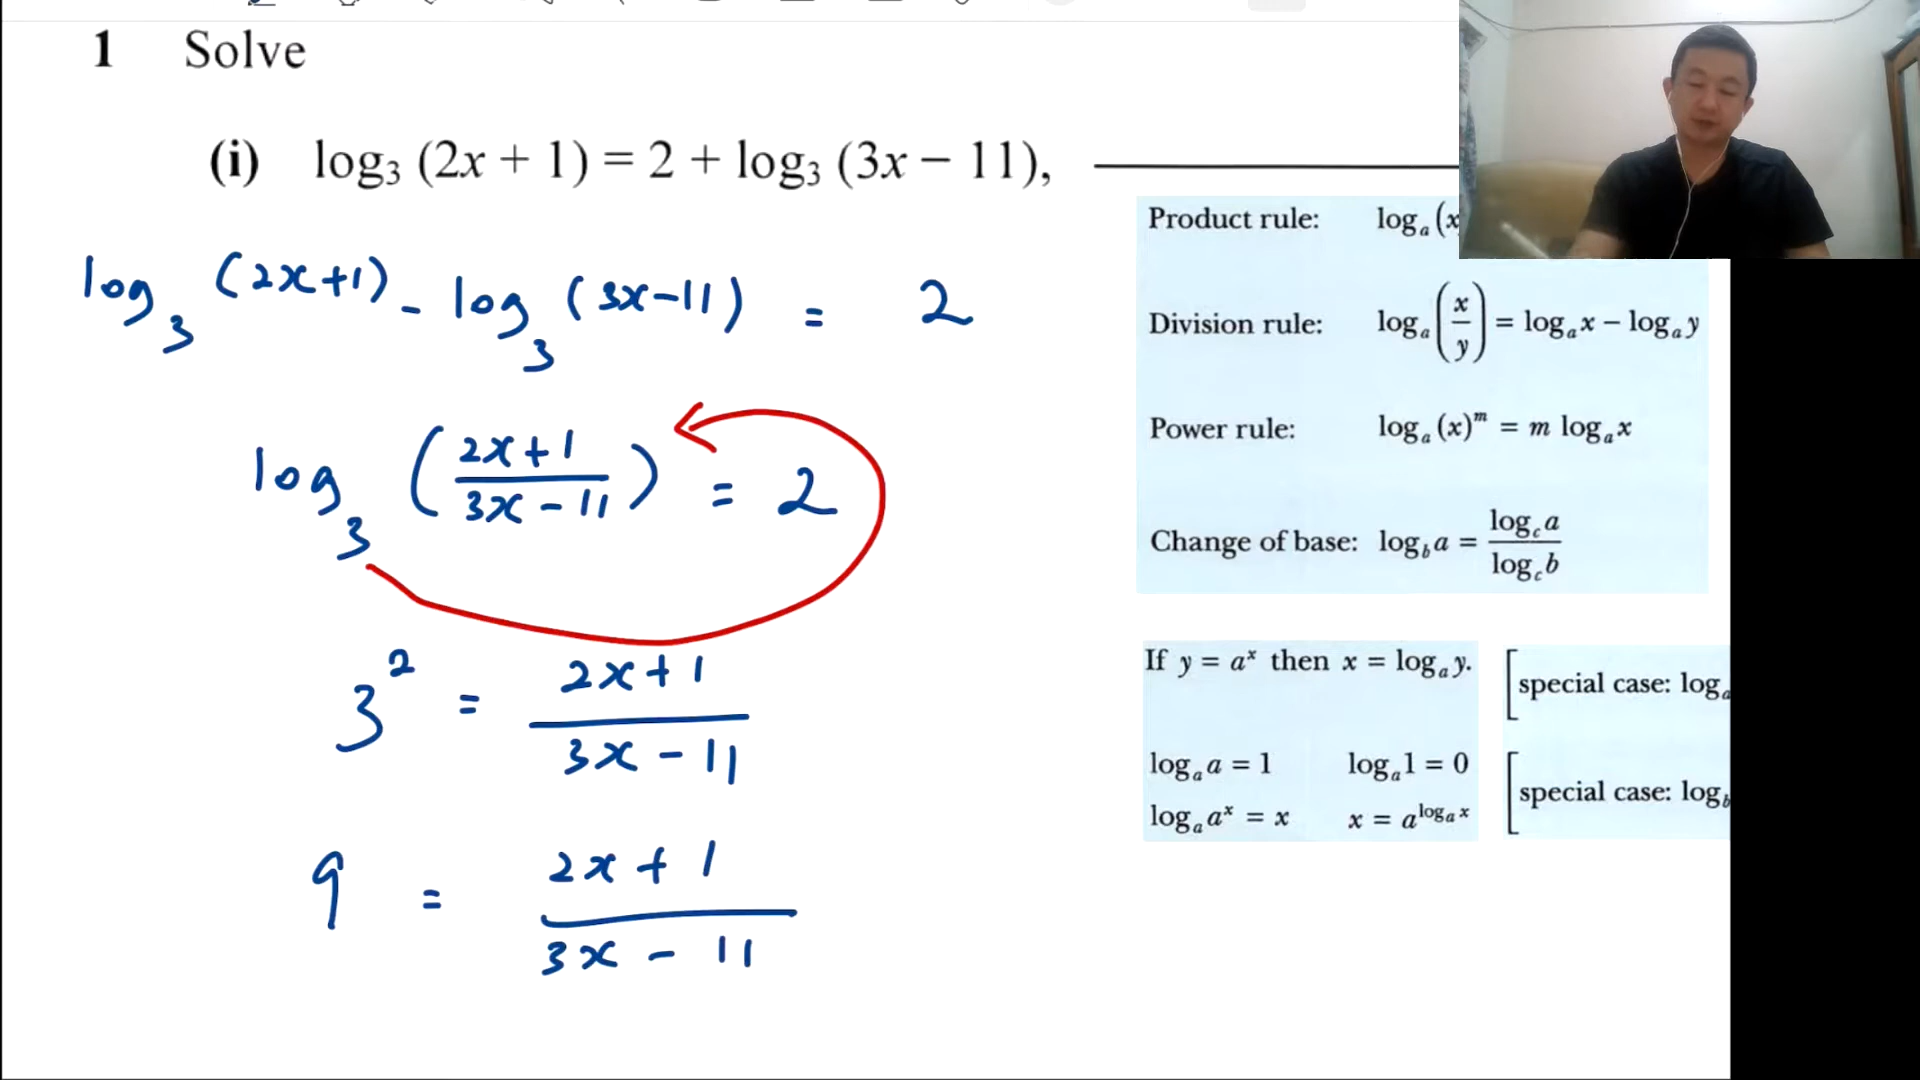 1 Solve
(i) log₃ (2x + 1) = 2 + log₃ (3x − 11),
log₃ (2x+1) - log₃ (3x-11) = 2
log₃ ((2x+1)/(3x-11)) = 2
3² = (2x+1)/(3x-11)
9 = (2x+1)/(3x-11)
Product rule: logₐ (x
Division rule: logₐ (x/y) = logₐ x − logₐ y
Power rule: logₐ (x)ᵐ = m logₐ x
Change of base: log_b a = log_c a / log_c b
If y = aˣ then x = logₐ y.
[special case: logₐ
logₐ a = 1 logₐ 1 = 0
[special case: log_b
logₐ aˣ = x x = a^(logₐ x)